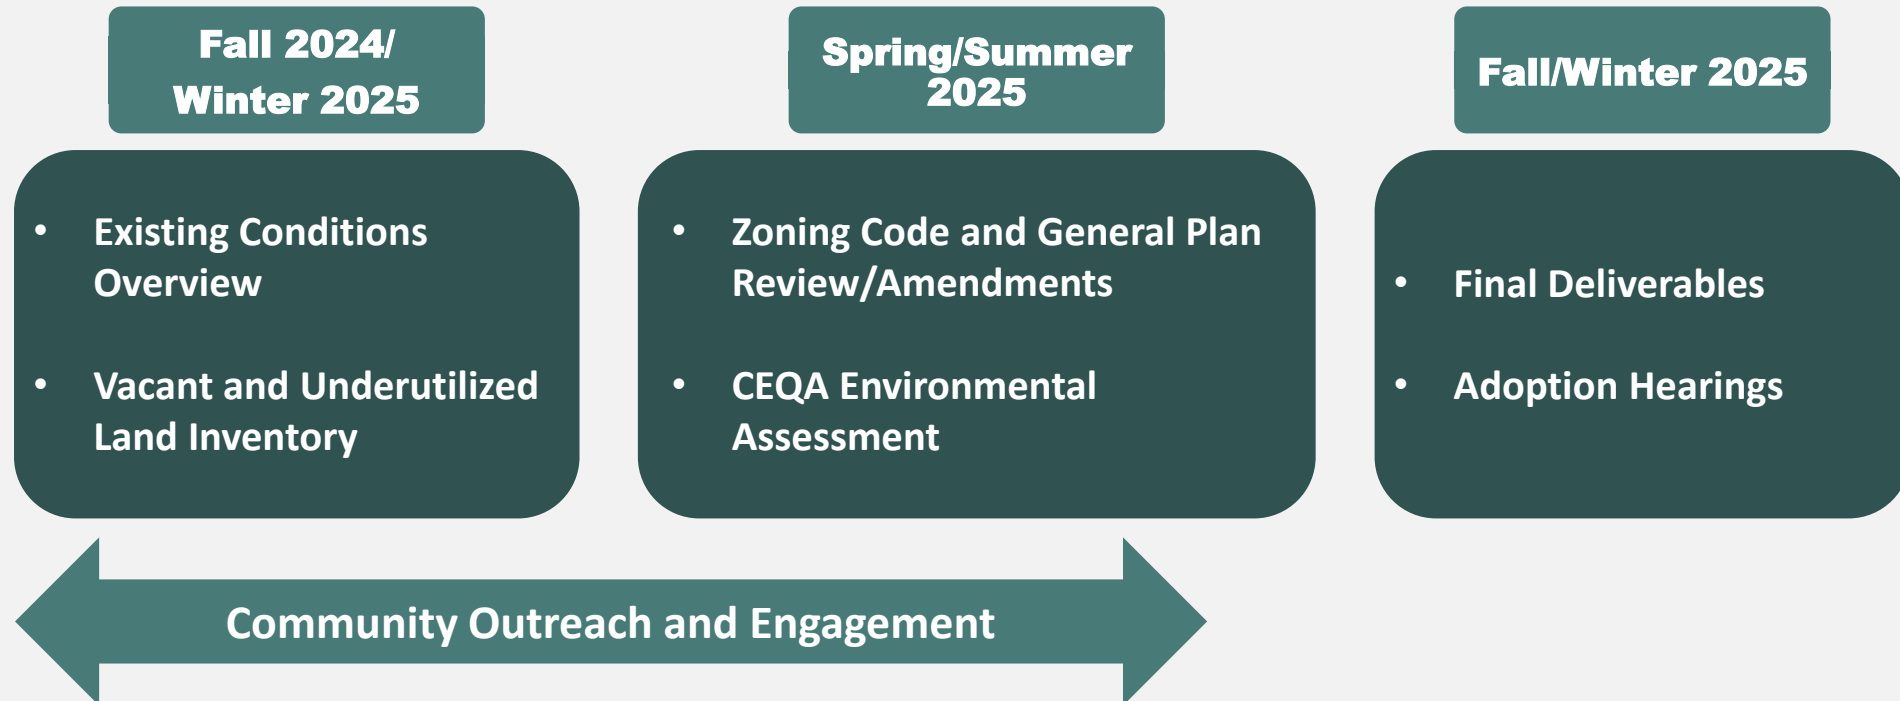 Fall 2024/
Winter 2025
• Existing Conditions
Overview
• Vacant and Underutilized
Land Inventory
Spring/Summer
2025
• Zoning Code and General Plan
Review/Amendments
• CEQA Environmental
Assessment
Fall/Winter 2025
• Final Deliverables
• Adoption Hearings
Community Outreach and Engagement